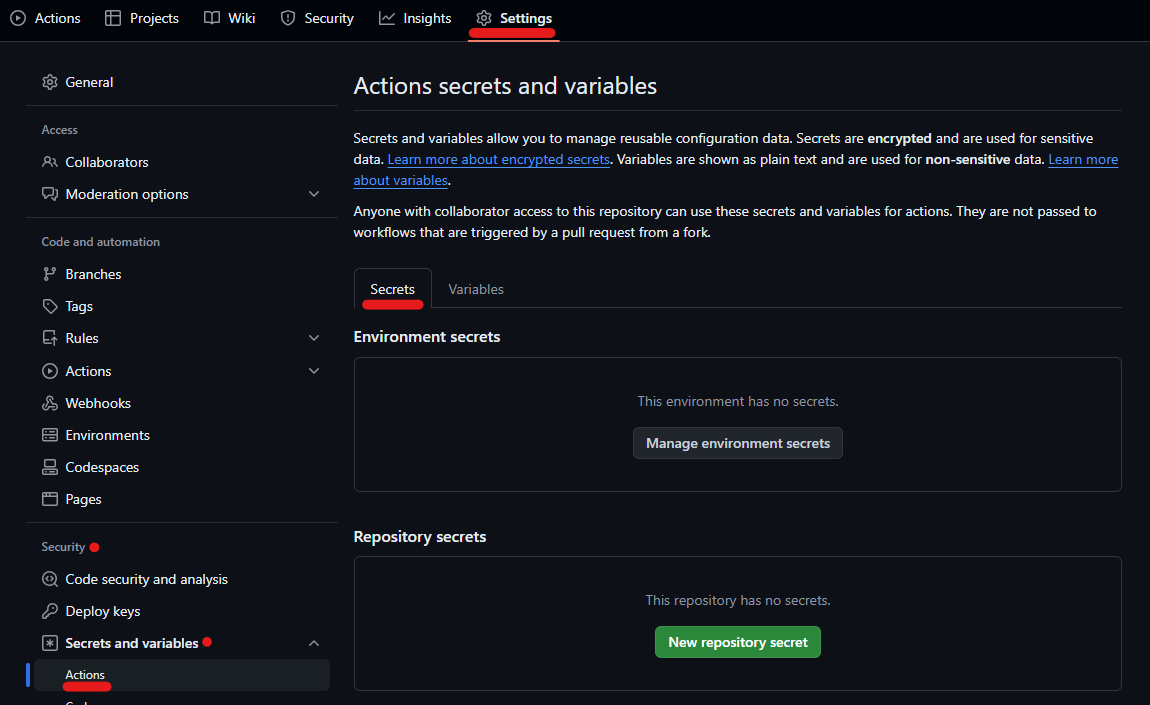 Actions Projects Wiki Security Insights Settings
General
Access
Collaborators
Moderation options
Code and automation
Branches
Tags
Rules
Actions
Webhooks
Environments
Codespaces
Pages
Security
Code security and analysis
Deploy keys
Secrets and variables
Actions
Actions secrets and variables
Secrets and variables allow you to manage reusable configuration data. Secrets are encrypted and are used for sensitive
data. Learn more about encrypted secrets. Variables are shown as plain text and are used for non-sensitive data. Learn more
about variables.
Anyone with collaborator access to this repository can use these secrets and variables for actions. They are not passed to
workflows that are triggered by a pull request from a fork.
Secrets Variables
Environment secrets
This environment has no secrets.
Manage environment secrets
Repository secrets
This repository has no secrets.
New repository secret